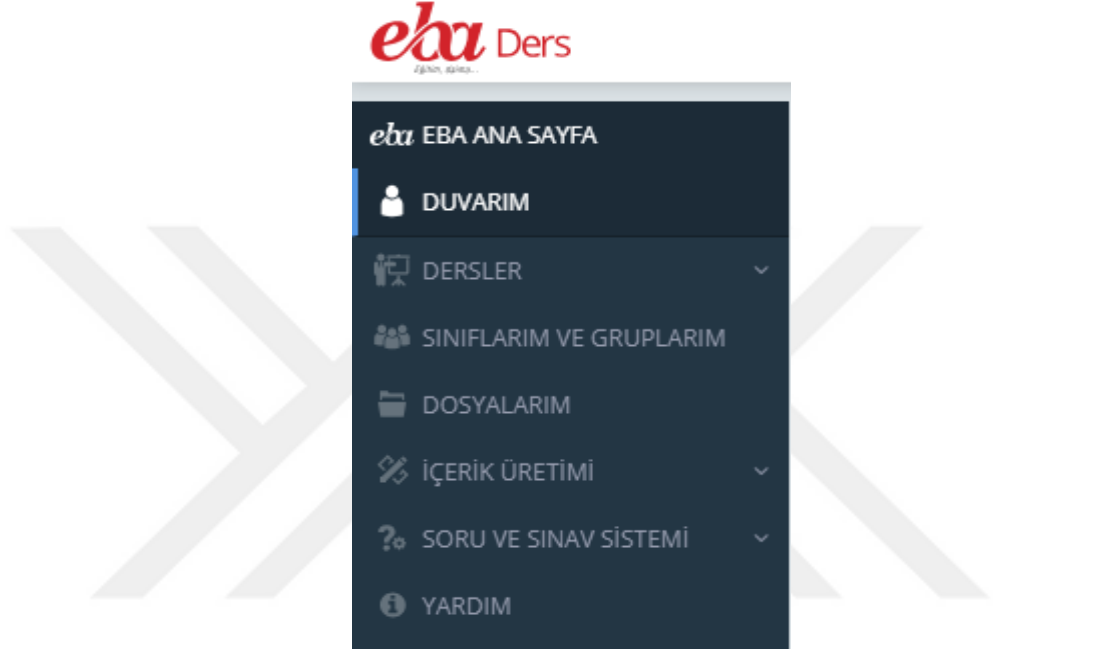 eba Ders
eba EBA ANA SAYFA
DUVARIM
DERSLER
SINIFLARIM VE GRUPLARIM
DOSYALARIM
İÇERİK ÜRETİMİ
SORU VE SINAV SİSTEMİ
YARDIM